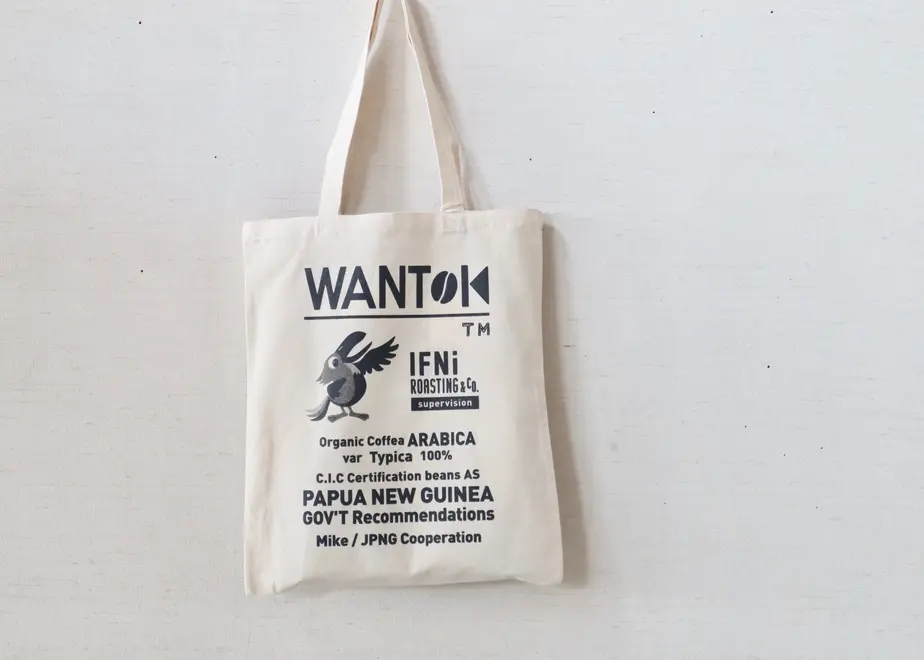 WANTOK
TM
IFNi
ROASTING & Co.
supervision
Organic Coffea ARABICA
var Typica 100%
C.I.C Certification beans AS
PAPUA NEW GUINEA
GOV'T Recommendations
Mike / JPNG Cooperation